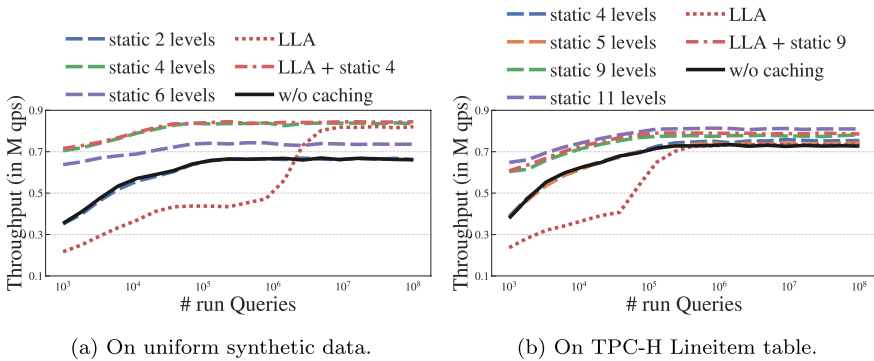 static 2 levels
static 4 levels
static 6 levels
LLA
LLA + static 4
w/o caching
Throughput (in M qps)
0.9
0.7
0.5
0.3
0.1
10³ 10⁴ 10⁵ 10⁶ 10⁷ 10⁸
# run Queries
(a) On uniform synthetic data.
static 4 levels
static 5 levels
static 9 levels
static 11 levels
LLA
LLA + static 9
w/o caching
Throughput (in M qps)
0.9
0.7
0.5
0.3
0.1
10³ 10⁴ 10⁵ 10⁶ 10⁷ 10⁸
# run Queries
(b) On TPC-H Lineitem table.